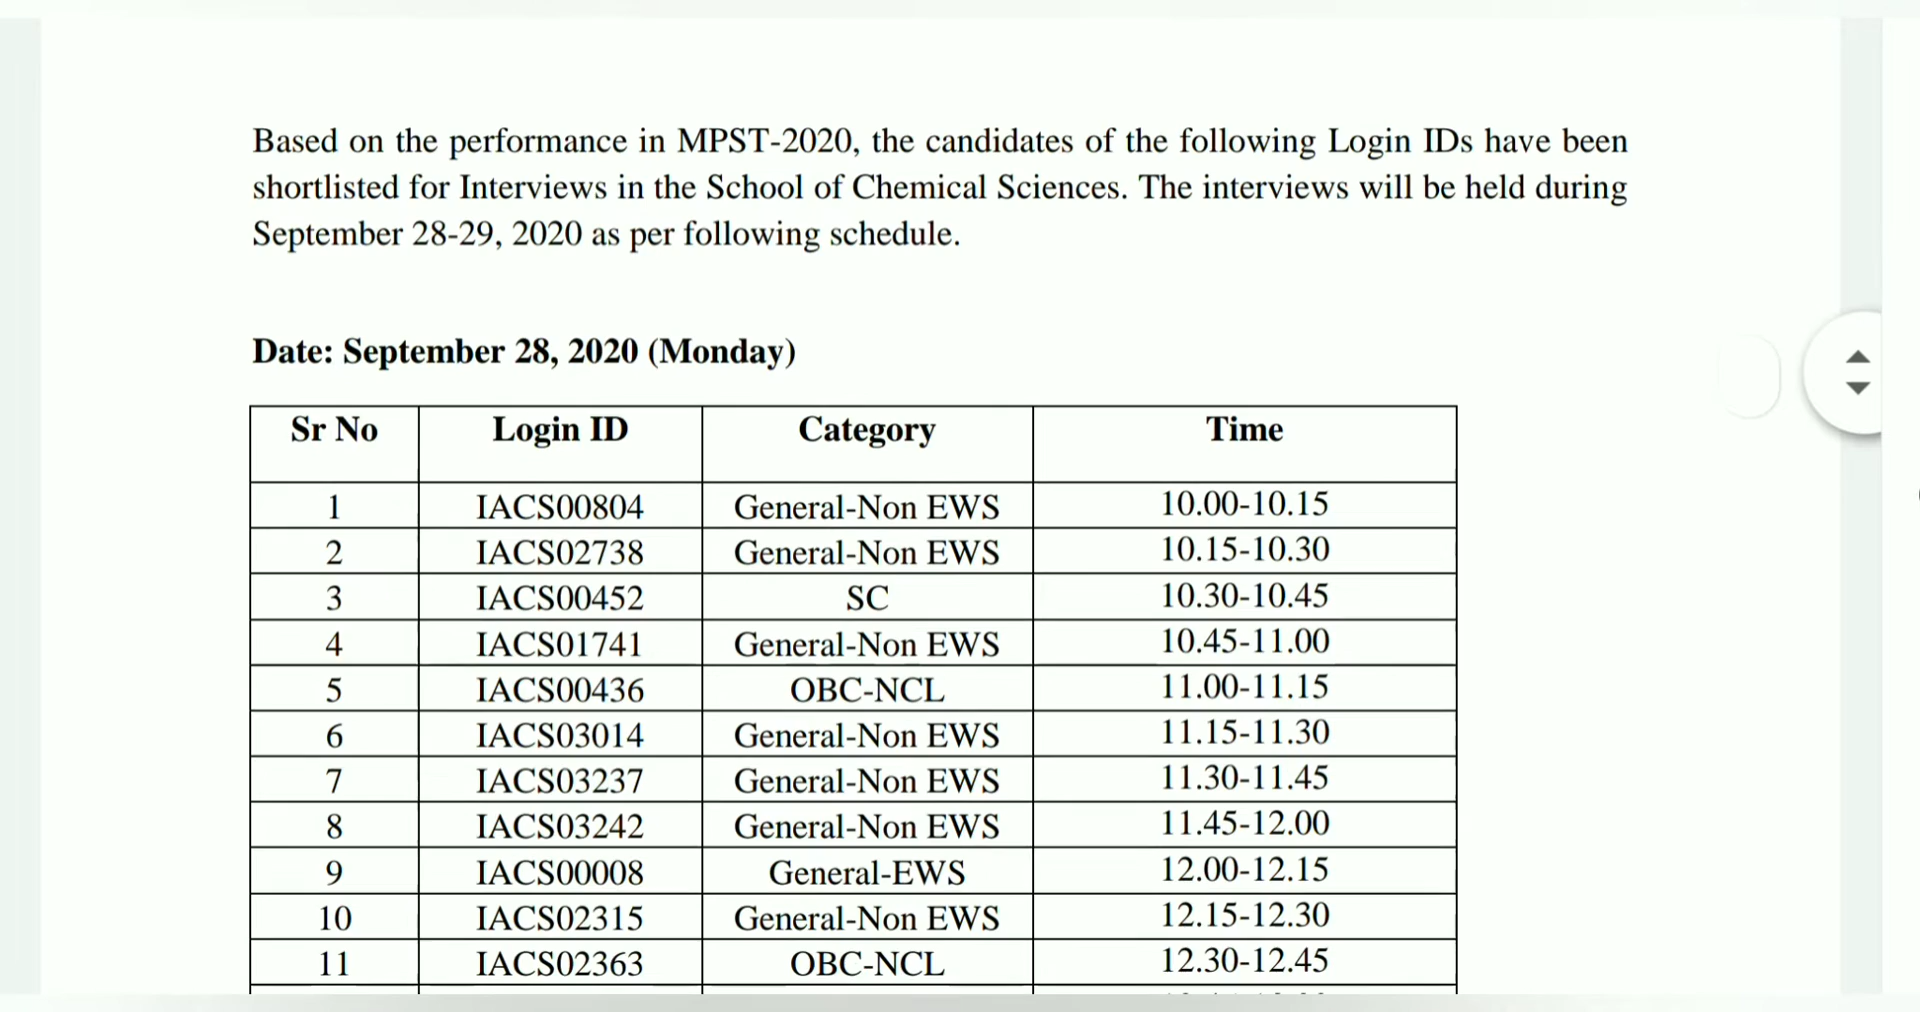 Based on the performance in MPST-2020, the candidates of the following Login IDs have been
shortlisted for Interviews in the School of Chemical Sciences. The interviews will be held during
September 28-29, 2020 as per following schedule.
Date: September 28, 2020 (Monday)
Sr No Login ID Category Time
1 IACS00804 General-Non EWS 10.00-10.15
2 IACS02738 General-Non EWS 10.15-10.30
3 IACS00452 SC 10.30-10.45
4 IACS01741 General-Non EWS 10.45-11.00
5 IACS00436 OBC-NCL 11.00-11.15
6 IACS03014 General-Non EWS 11.15-11.30
7 IACS03237 General-Non EWS 11.30-11.45
8 IACS03242 General-Non EWS 11.45-12.00
9 IACS00008 General-EWS 12.00-12.15
10 IACS02315 General-Non EWS 12.15-12.30
11 IACS02363 OBC-NCL 12.30-12.45